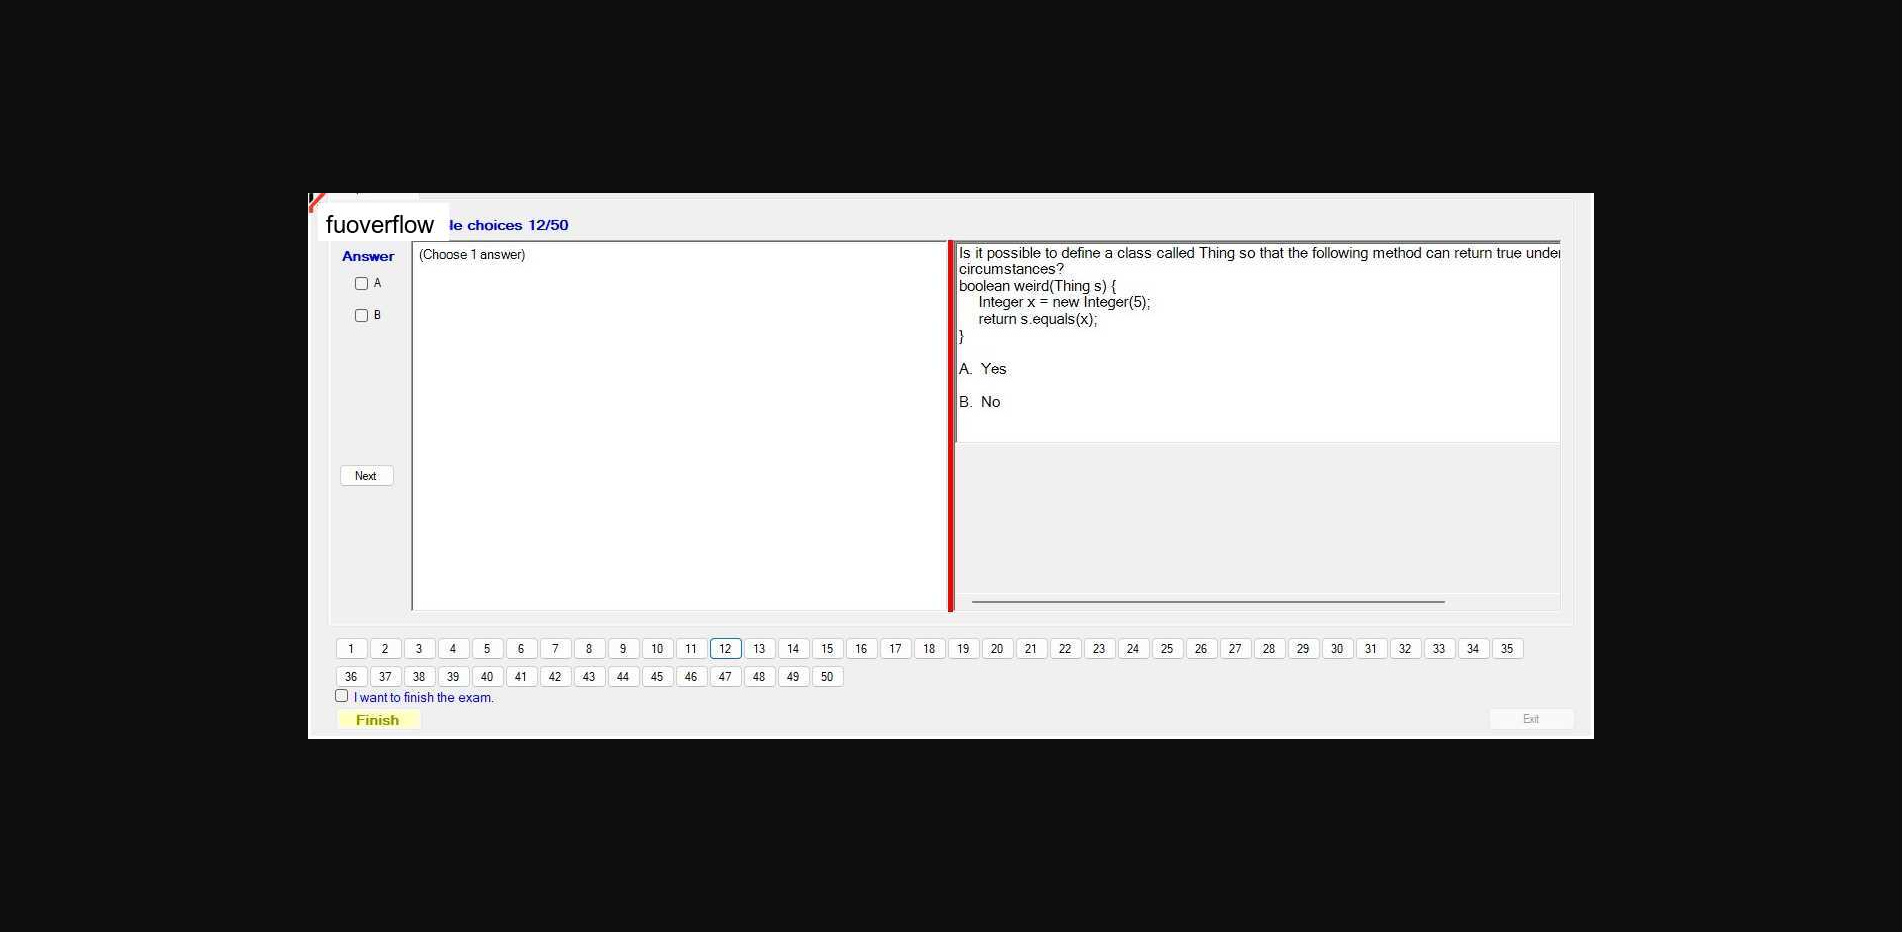 fuoverflow
le choices 12/50
Answer
(Choose 1 answer)
A
B
Next
Is it possible to define a class called Thing so that the following method can return true under
circumstances?
boolean weird(Thing s) {
Integer x = new Integer(5);
return s.equals(x);
}
A. Yes
B. No
1 2 3 4 5 6 7 8 9 10 11 12 13 14 15 16 17 18 19 20 21 22 23 24 25 26 27 28 29 30 31 32 33 34 35
36 37 38 39 40 41 42 43 44 45 46 47 48 49 50
I want to finish the exam.
Finish
Exit